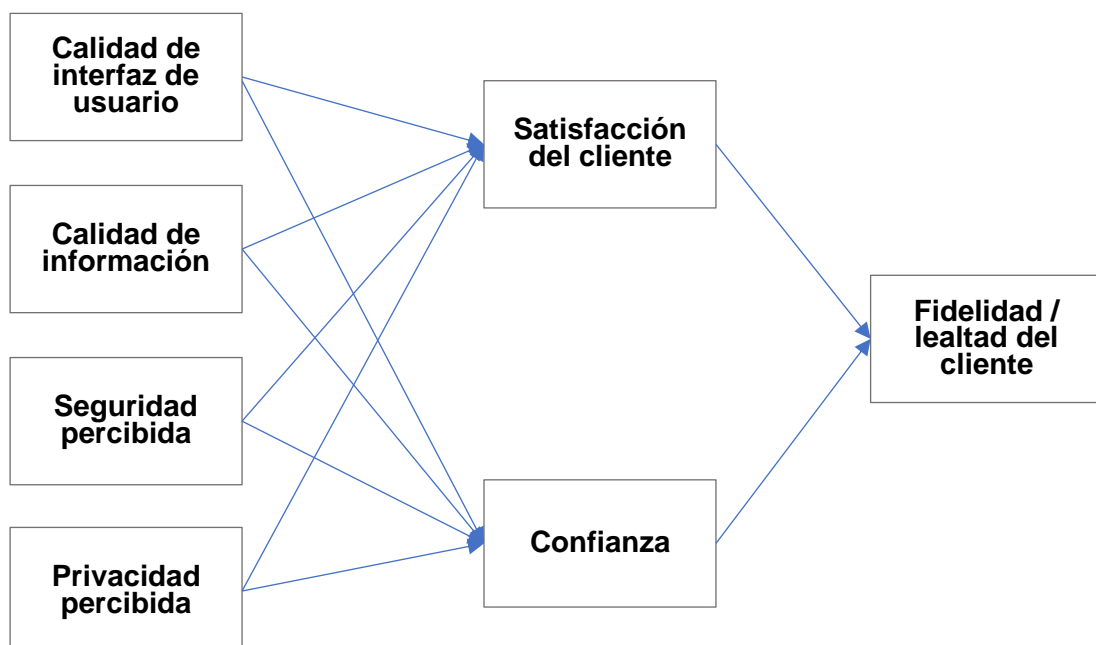 Calidad de
interfaz de
usuario
Satisfacción
del cliente
Calidad de
información
Fidelidad /
lealtad del
cliente
Seguridad
percibida
Confianza
Privacidad
percibida